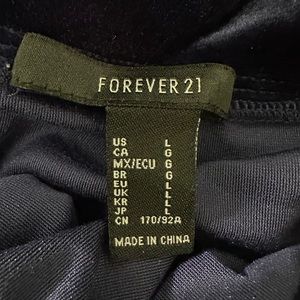 FOREVER 21
US L
CA G
MX/ECU G
BR G
EU L
UK L
KR L
JP L
CN 170/92A
MADE IN CHINA